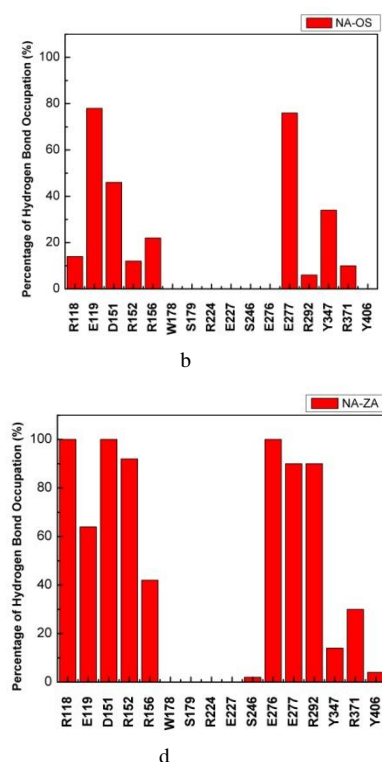 NA-OS
Percentage of Hydrogen Bond Occupation (%)
100
80
60
40
20
0
R118 E119 D151 R152 R156 W178 S179 R224 E227 S246 E276 E277 R292 Y347 R371 Y406
b
NA-ZA
Percentage of Hydrogen Bond Occupation (%)
100
80
60
40
20
0
R118 E119 D151 R152 R156 W178 S179 R224 E227 S246 E276 E277 R292 Y347 R371 Y406
d